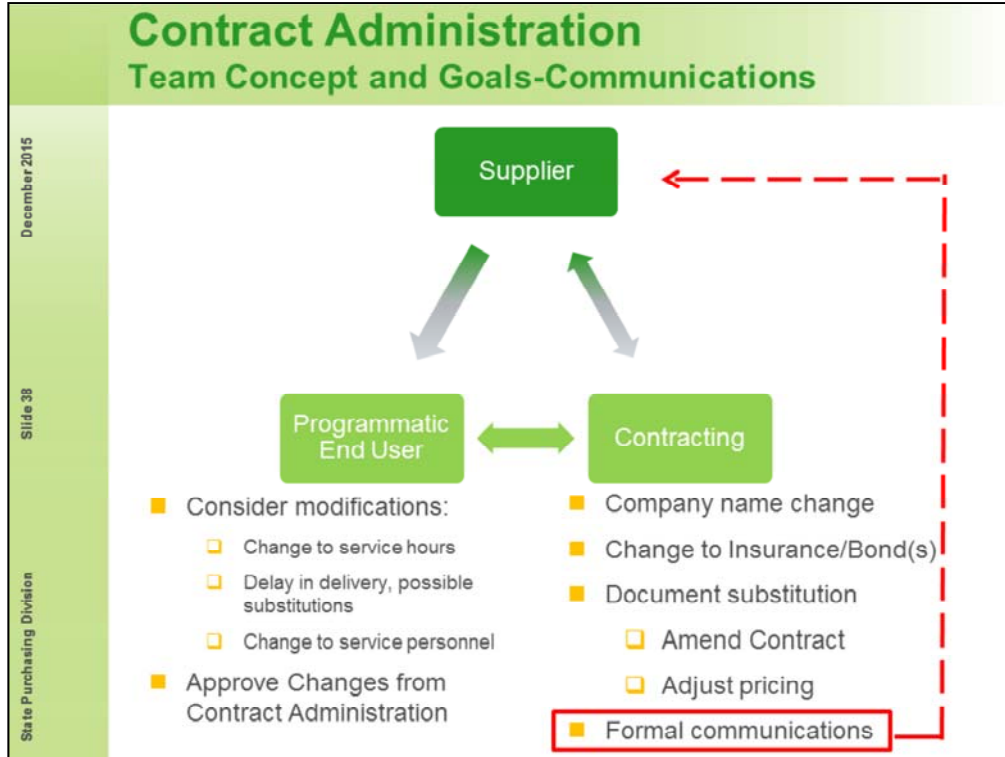 Contract Administration
Team Concept and Goals-Communications
December 2015
Slide 38
State Purchasing Division
Supplier
Programmatic
End User
Contracting
Consider modifications:
Change to service hours
Delay in delivery, possible
substitutions
Change to service personnel
Approve Changes from
Contract Administration
Company name change
Change to Insurance/Bond(s)
Document substitution
Amend Contract
Adjust pricing
Formal communications